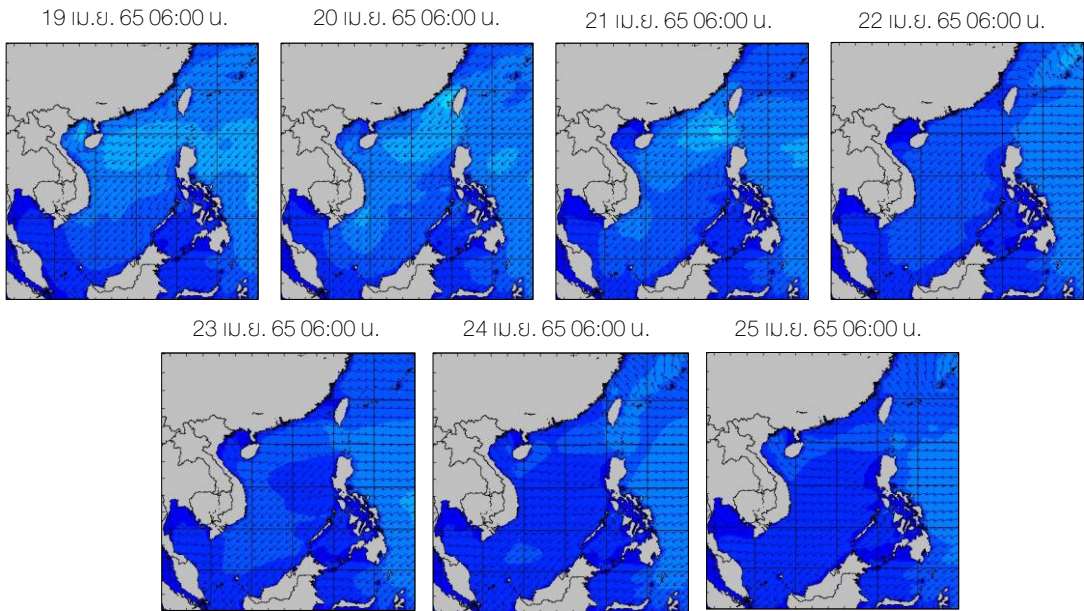 19 เม.ย. 65 06:00 น.
20 เม.ย. 65 06:00 น.
21 เม.ย. 65 06:00 น.
22 เม.ย. 65 06:00 น.
23 เม.ย. 65 06:00 น.
24 เม.ย. 65 06:00 น.
25 เม.ย. 65 06:00 น.